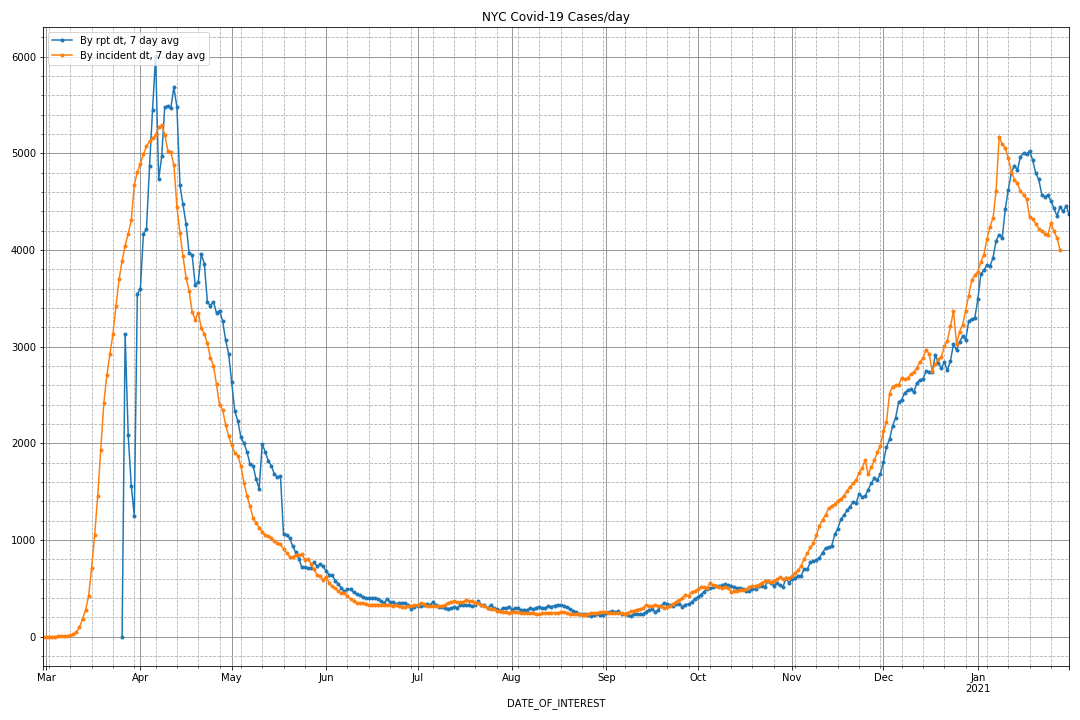 NYC Covid-19 Cases/day
By rpt dt, 7 day avg
By incident dt, 7 day avg
6000
5000
4000
3000
2000
1000
0
Mar Apr May Jun Jul Aug Sep Oct Nov Dec Jan
2021
DATE_OF_INTEREST